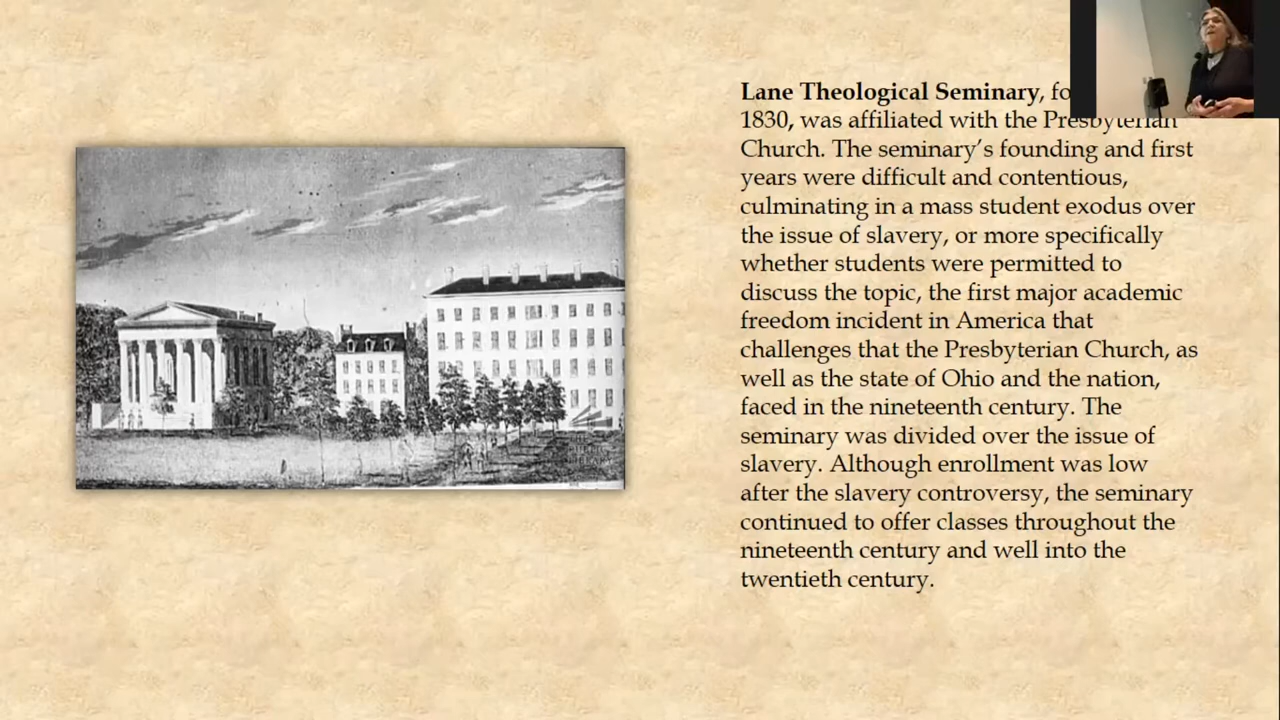 Lane Theological Seminary, fo
1830, was affiliated with the Presbyterian
Church. The seminary’s founding and first
years were difficult and contentious,
culminating in a mass student exodus over
the issue of slavery, or more specifically
whether students were permitted to
discuss the topic, the first major academic
freedom incident in America that
challenges that the Presbyterian Church, as
well as the state of Ohio and the nation,
faced in the nineteenth century. The
seminary was divided over the issue of
slavery. Although enrollment was low
after the slavery controversy, the seminary
continued to offer classes throughout the
nineteenth century and well into the
twentieth century.